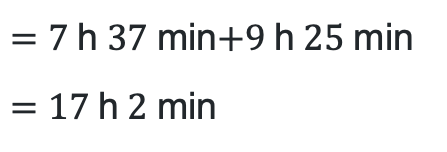 = 7 h 37 min+9 h 25 min
= 17 h 2 min